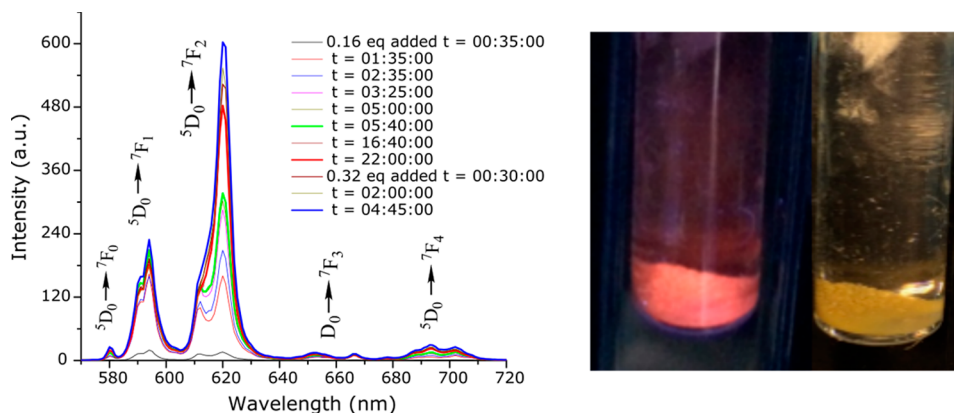 600
480
360
240
120
0
Intensity (a.u.)
580 600 620 640 660 680 700 720
Wavelength (nm)
⁵D₀→⁷F₀
⁵D₀→⁷F₁
⁵D₀→⁷F₂
D₀→⁷F₃
⁵D₀→⁷F₄
0.16 eq added t = 00:35:00
t = 01:35:00
t = 02:35:00
t = 03:25:00
t = 05:00:00
t = 05:40:00
t = 16:40:00
t = 22:00:00
0.32 eq added t = 00:30:00
t = 02:00:00
t = 04:45:00